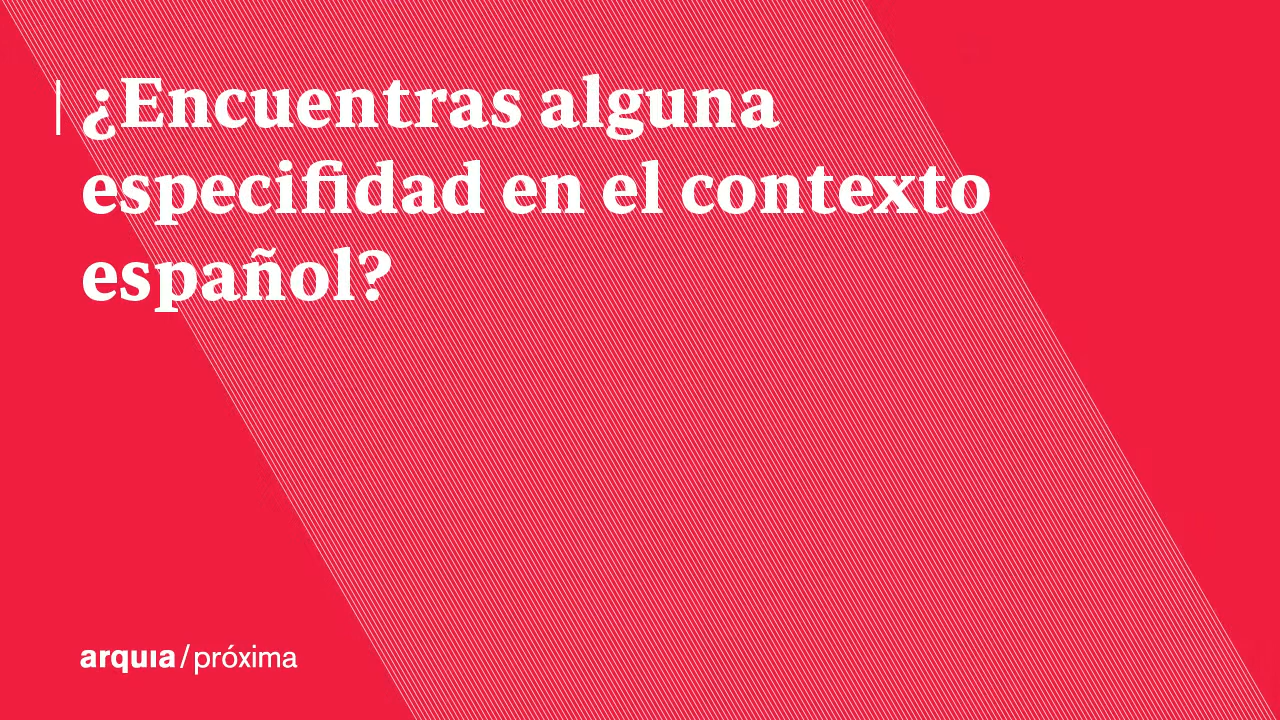 ¿Encuentras alguna
especifidad en el contexto
español?
arquia/próxima